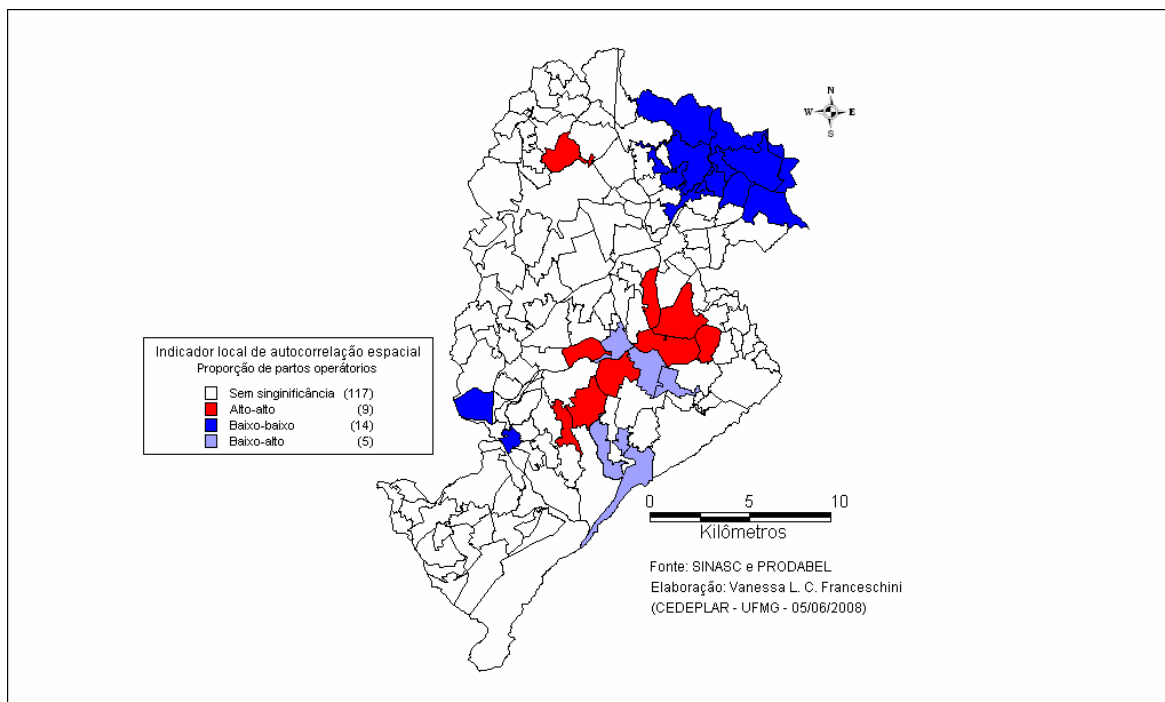 N
W E
S
Indicador local de autocorrelação espacial
Proporção de partos operátorios
Sem singinificância (117)
Alto-alto (9)
Baixo-baixo (14)
Baixo-alto (5)
0 5 10
Kilômetros
Fonte: SINASC e PRODABEL
Elaboração: Vanessa L. C. Franceschini
(CEDEPLAR - UFMG - 05/06/2008)